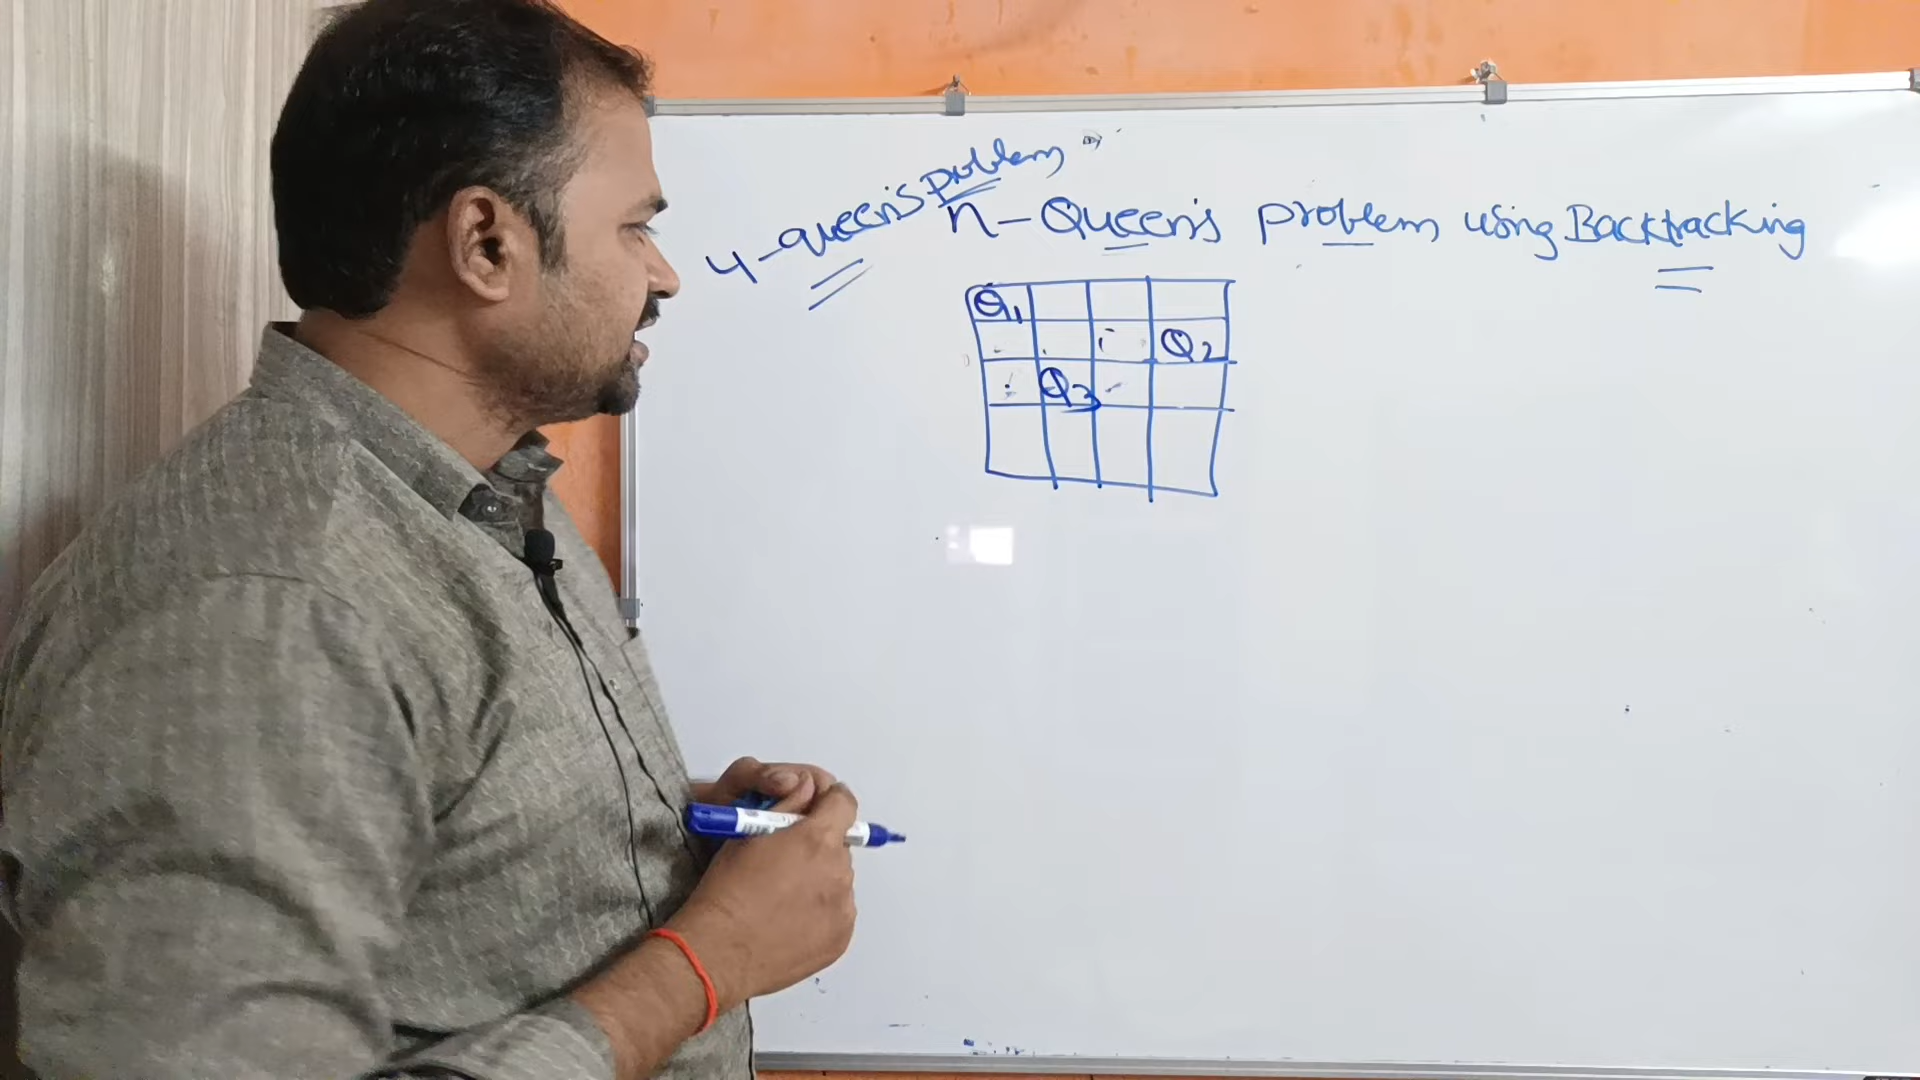 4-queen's problem
n-Queen's problem using Backtracking
Q1
Q2
Q3